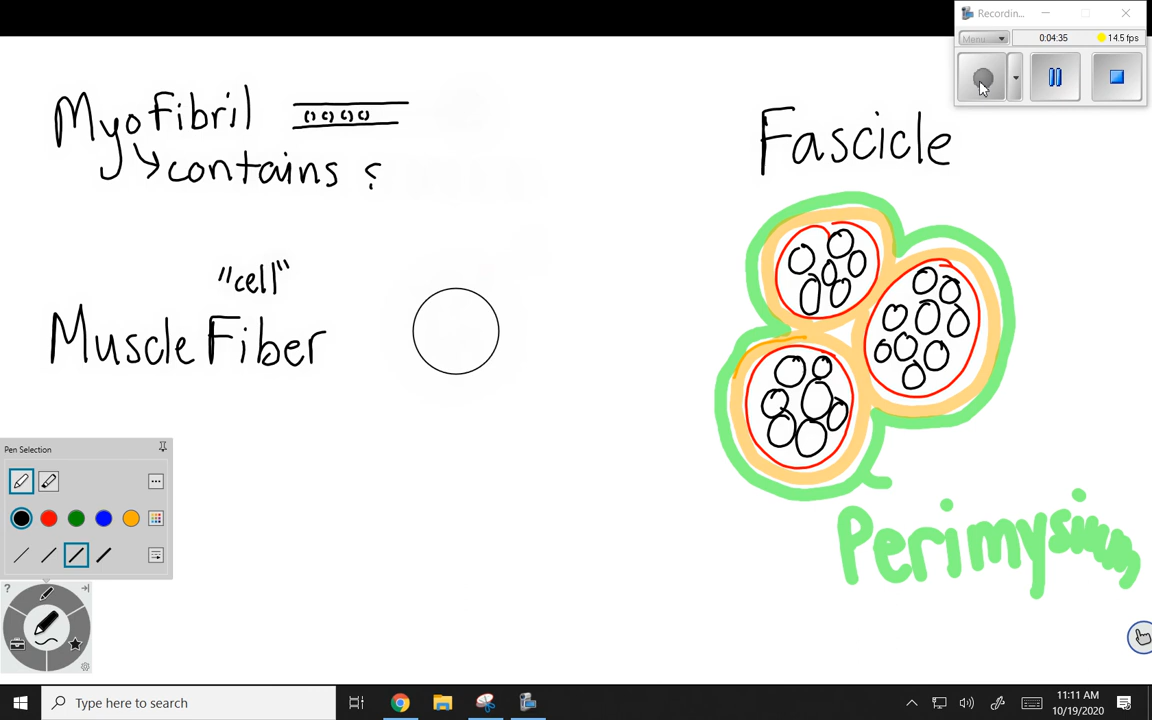 Recordin...
Menu
0:04:35
14.5 fps
Myofibril
contains
Fascicle
"cell"
Muscle Fiber
Pen Selection
Perimysium
Type here to search
11:11 AM
10/19/2020